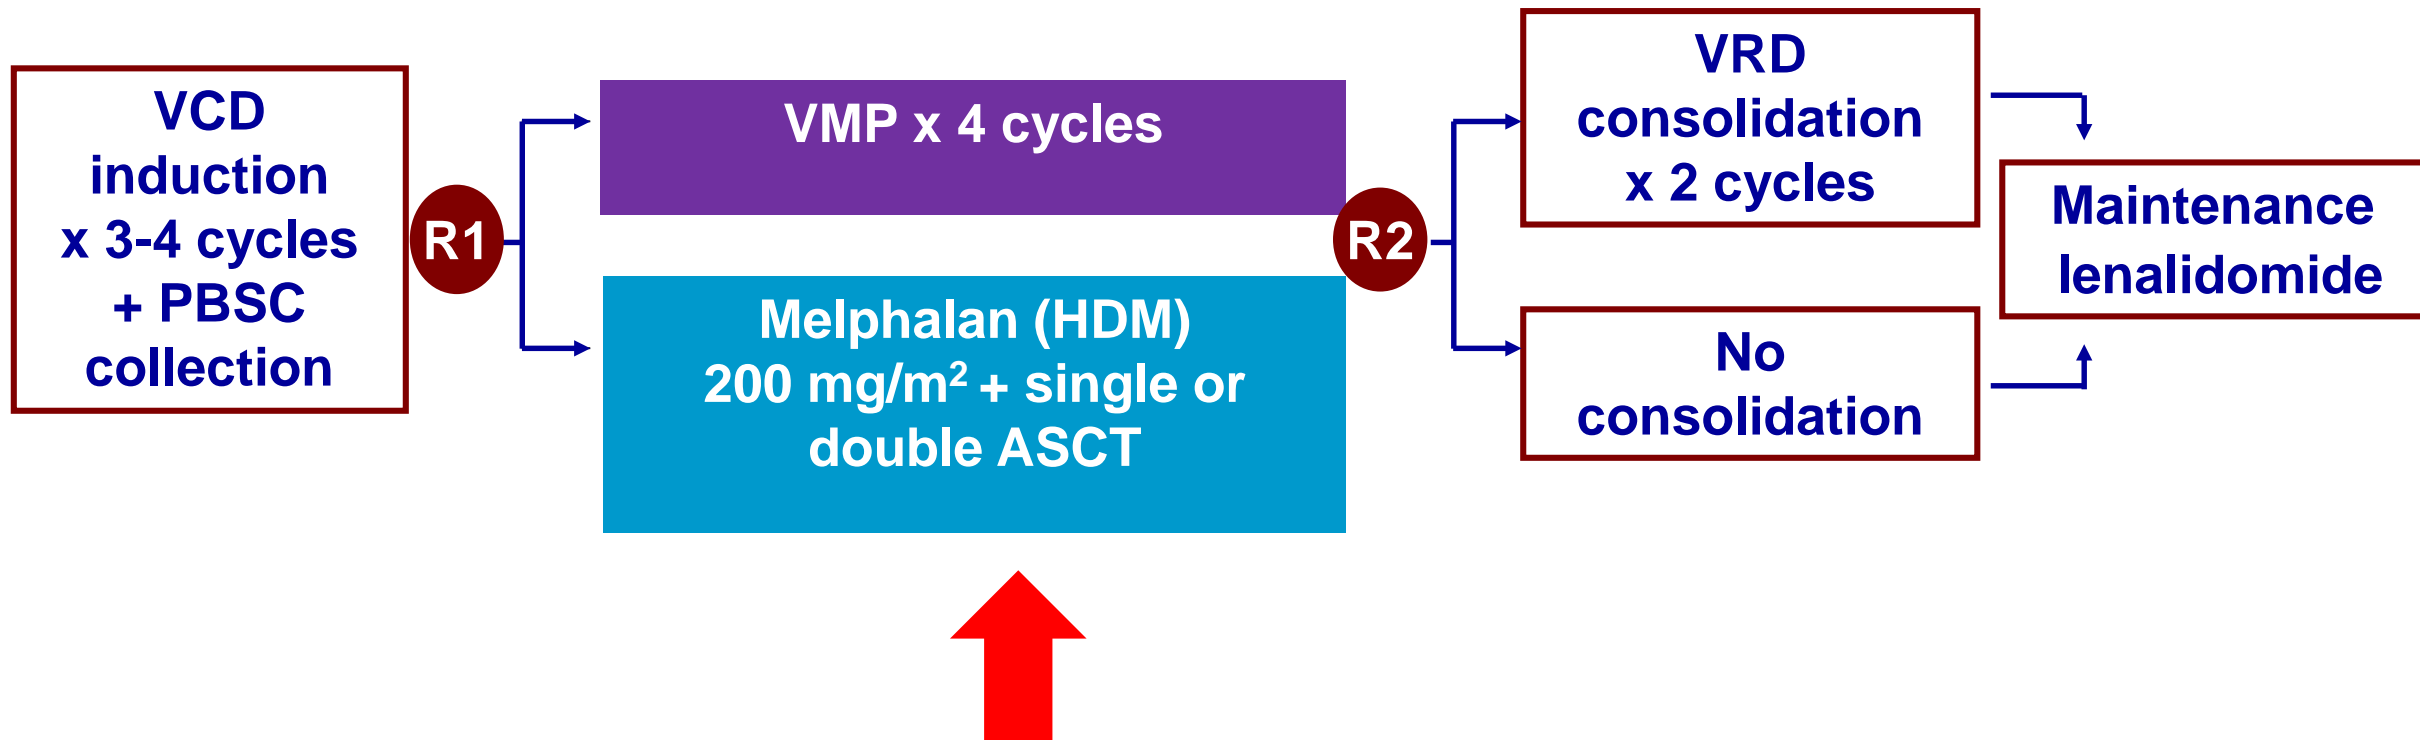 VCD
induction
x 3-4 cycles
+ PBSC
collection
R1
VMP x 4 cycles
Melphalan (HDM)
200 mg/m² + single or
double ASCT
R2
VRD
consolidation
x 2 cycles
No
consolidation
Maintenance
lenalidomide